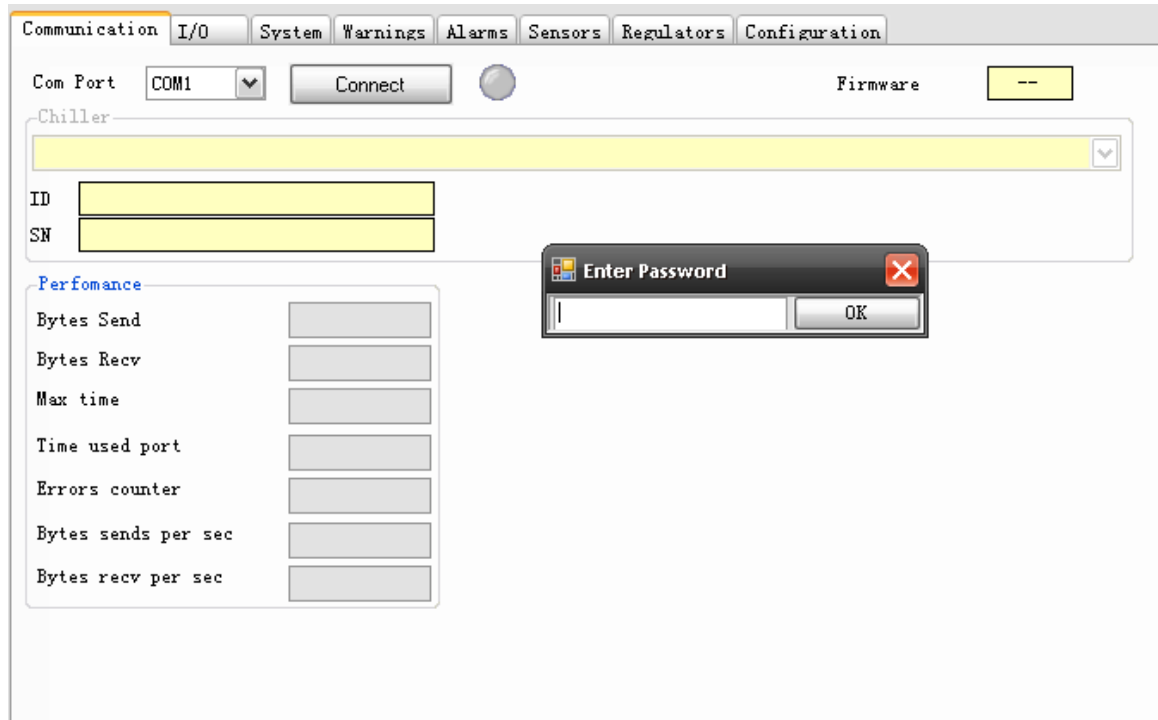 Communication I/O System Warnings Alarms Sensors Regulators Configuration
Com Port COM1 Connect Firmware --
Chiller
ID
SN
Enter Password
OK
Perfomance
Bytes Send
Bytes Recv
Max time
Time used port
Errors counter
Bytes sends per sec
Bytes recv per sec